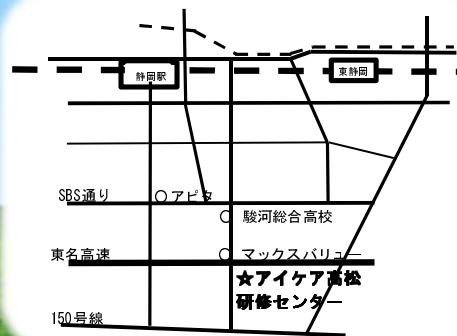 静岡駅
東静岡
SBS通り
○アピタ
○ 駿河総合高校
東名高速
○ マックスバリュー
★アイケア高松
研修センター
150号線